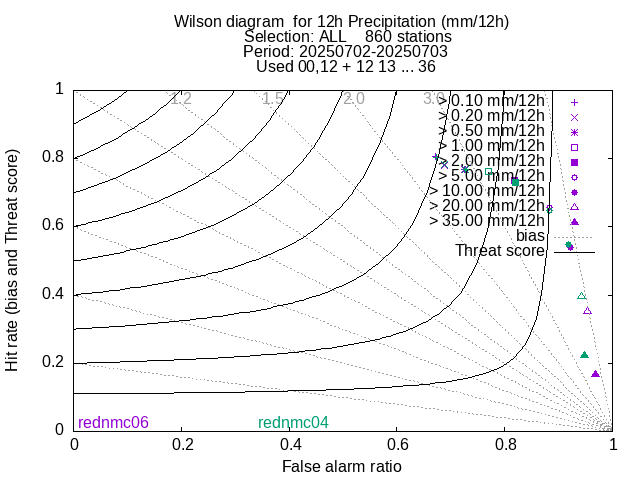 Wilson diagram  for 12h Precipitation (mm/12h)
Selection: ALL    860 stations
Period: 20250702-20250703
Used 00,12 + 12 13 ... 36
1.2 1.5 2.0 3.0
> 0.10 mm/12h
> 0.20 mm/12h
> 0.50 mm/12h
> 1.00 mm/12h
> 2.00 mm/12h
> 5.00 mm/12h
> 10.00 mm/12h
> 20.00 mm/12h
> 35.00 mm/12h
bias
Threat score
1
0.8
0.6
0.4
0.2
0
Hit rate (bias and Threat score)
rednmc06 rednmc04
0 0.2 0.4 0.6 0.8 1
False alarm ratio